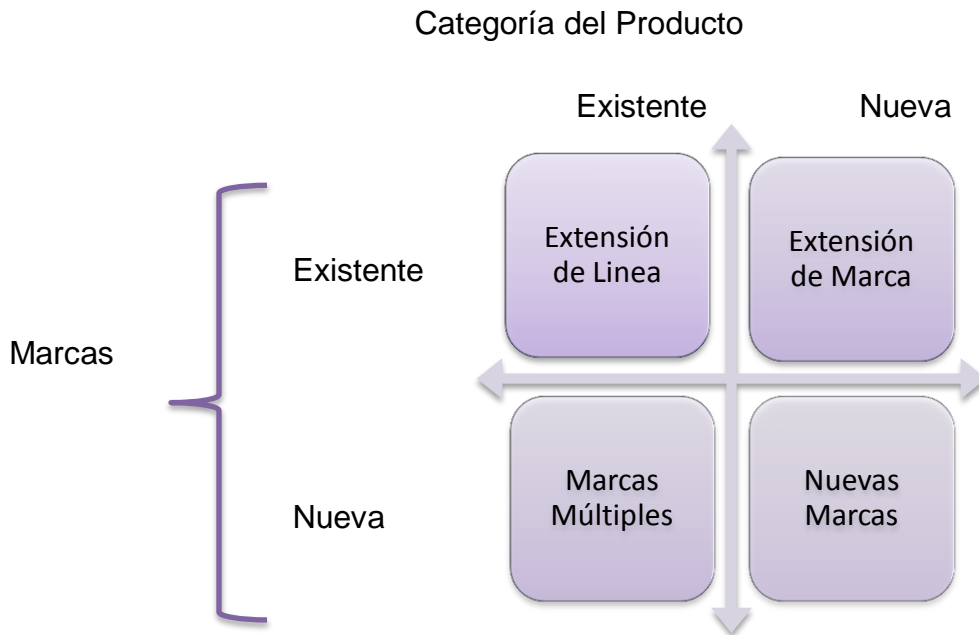 Categoría del Producto
Existente
Nueva
Existente
Extensión
de Linea
Extensión
de Marca
Marcas
Nueva
Marcas
Múltiples
Nuevas
Marcas